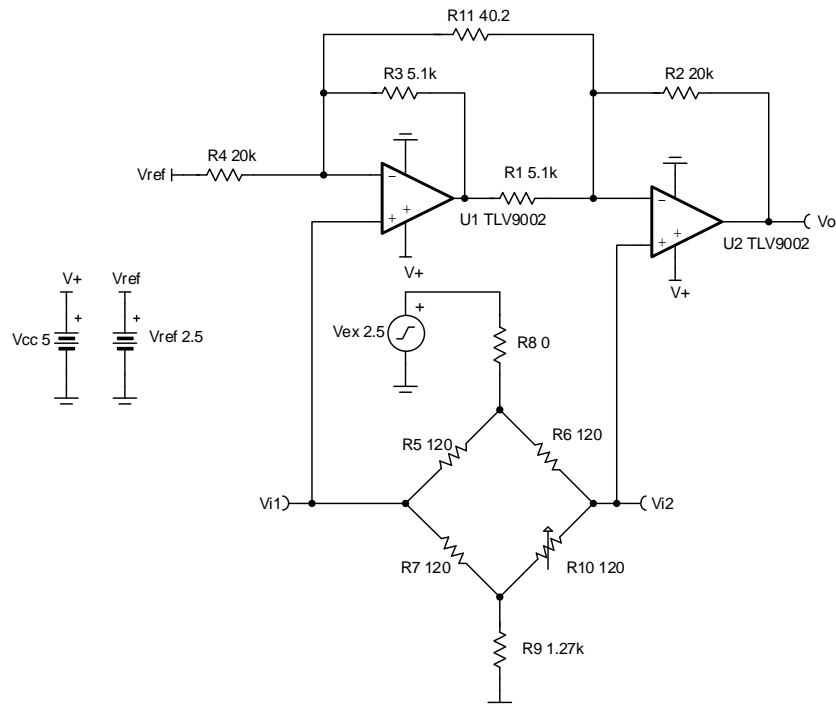 R11 40.2
R3 5.1k
R2 20k
Vref
R4 20k
R1 5.1k
−
+
+
U1 TLV9002
V+
−
+
+
U2 TLV9002
V+
Vo
V+
Vref
+
+
Vcc 5
Vref 2.5
+
Vex 2.5
R8 0
R5 120
R6 120
Vi1
Vi2
R7 120
R10 120
R9 1.27k